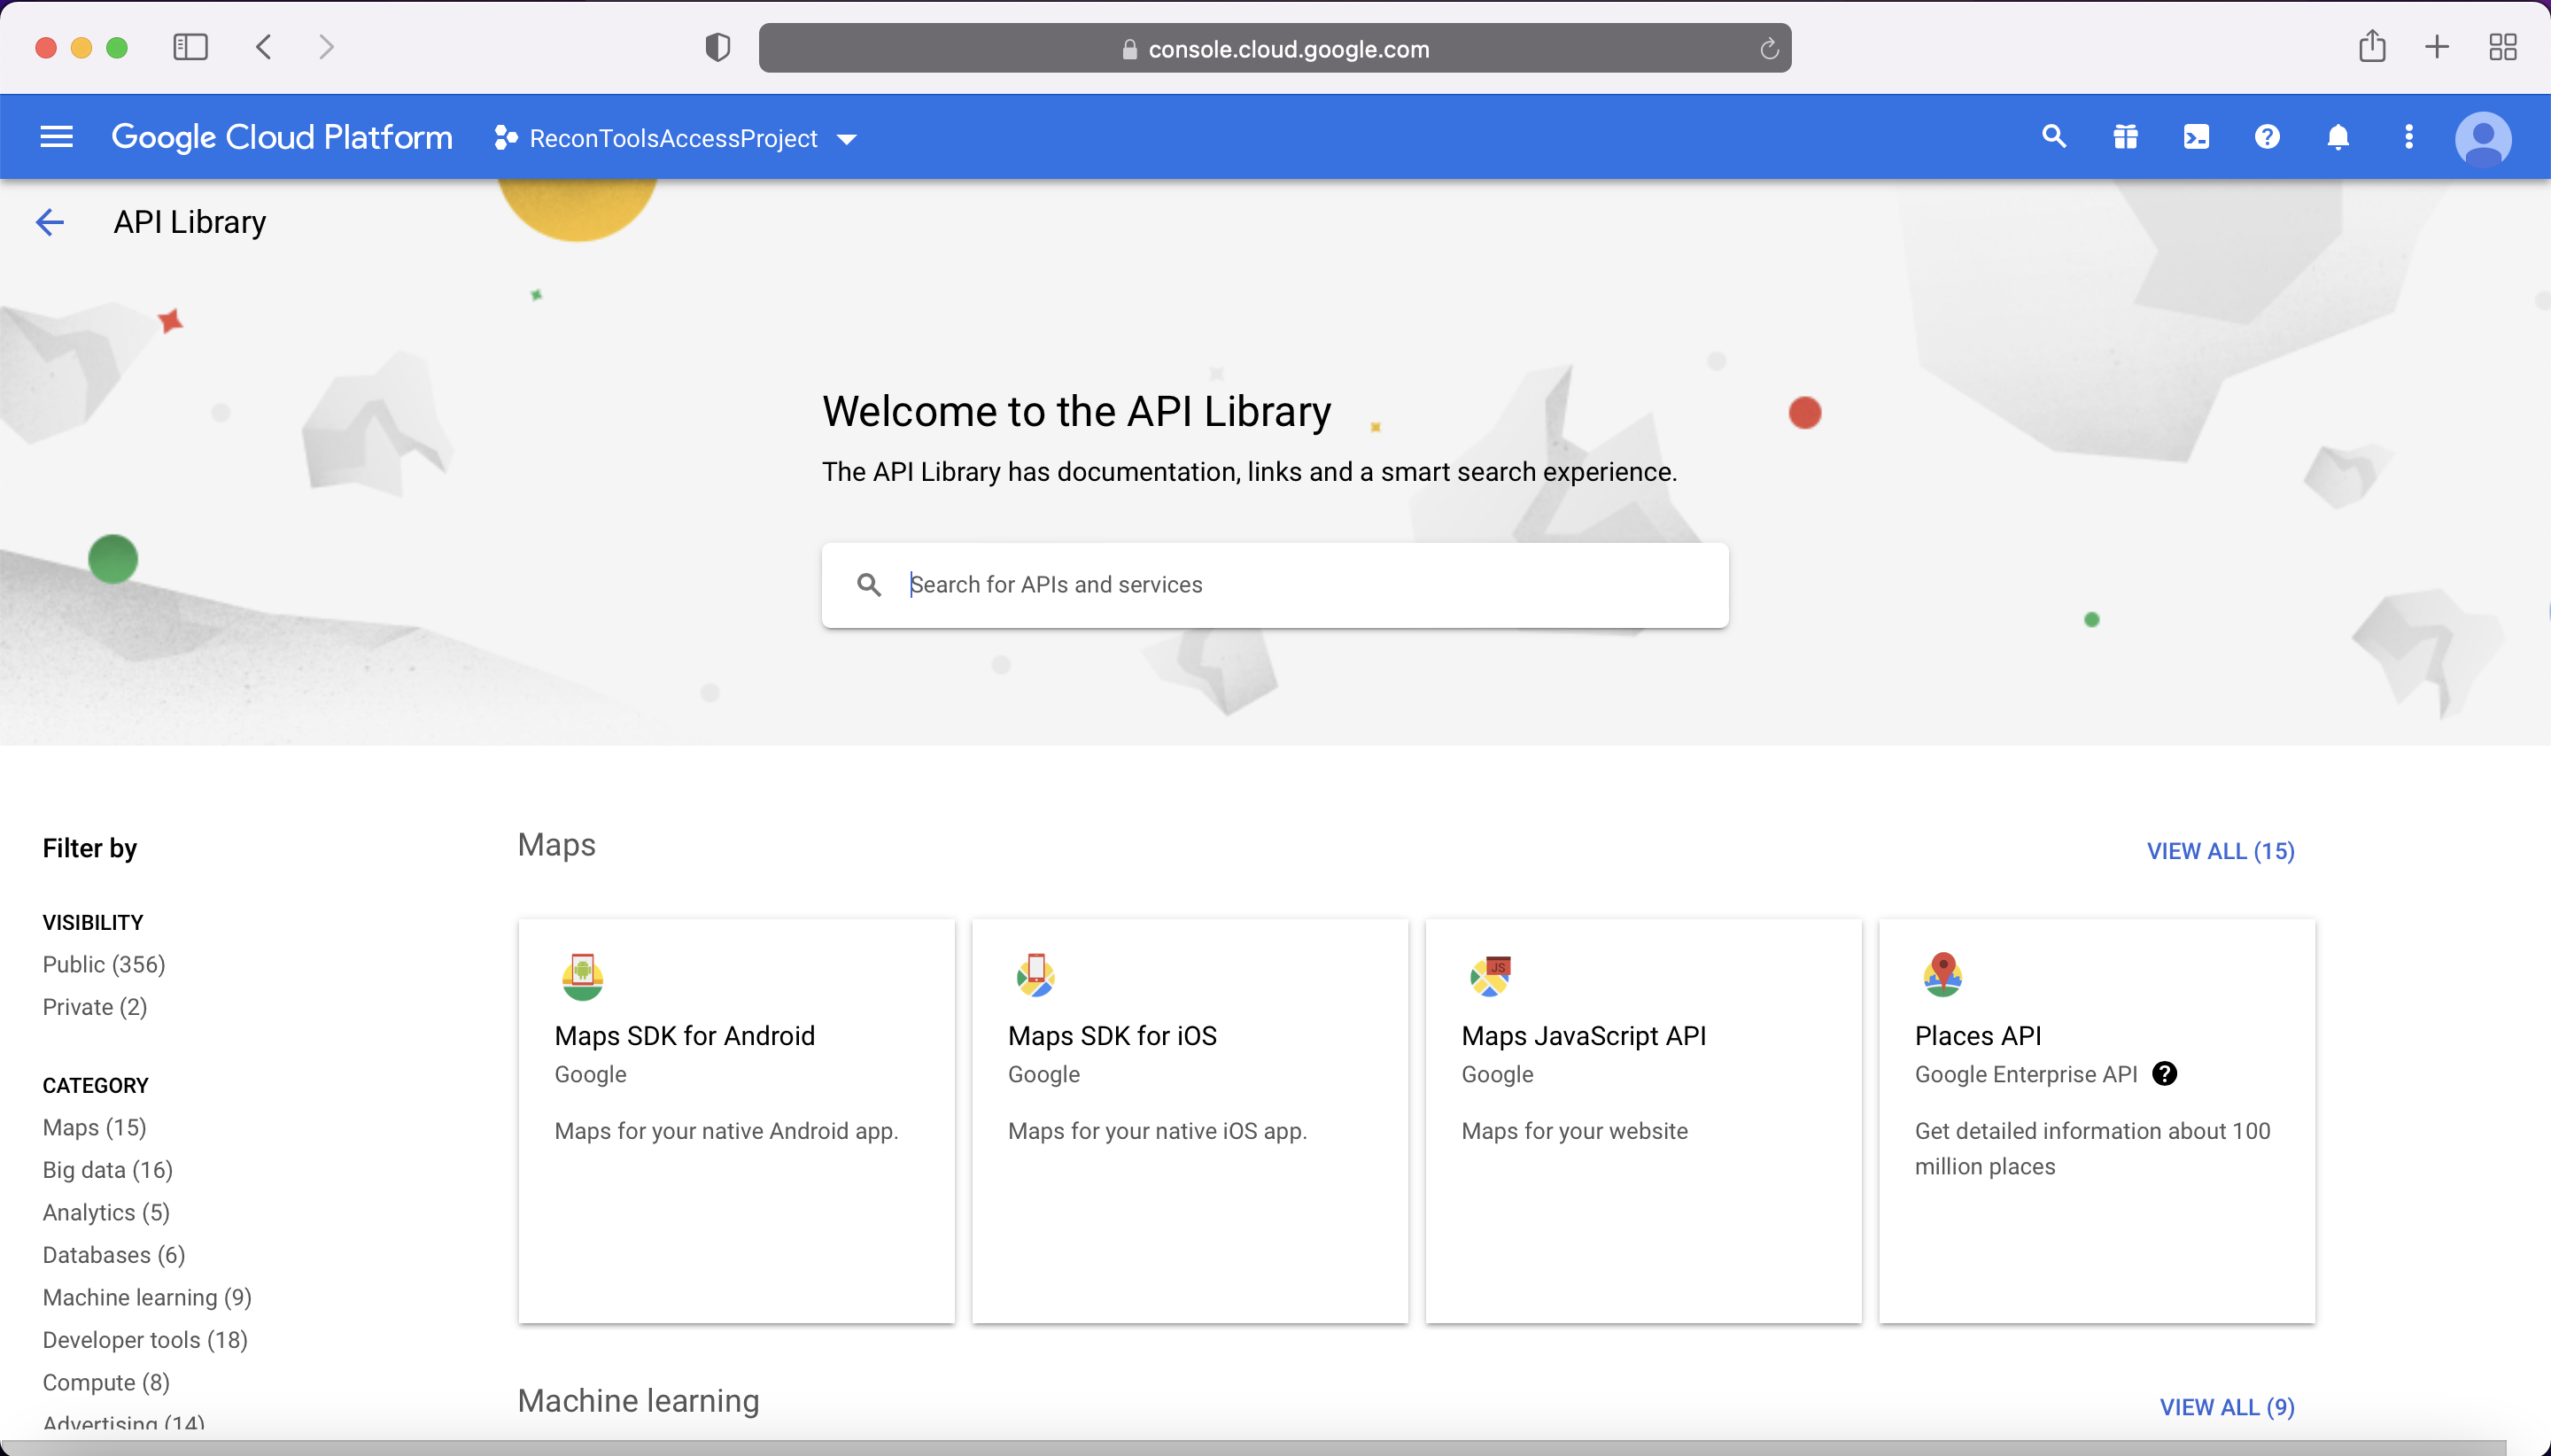 console.cloud.google.com
Google Cloud Platform
ReconToolsAccessProject
API Library
Welcome to the API Library
The API Library has documentation, links and a smart search experience.
Search for APIs and services
Filter by
VISIBILITY
Public (356)
Private (2)
CATEGORY
Maps (15)
Big data (16)
Analytics (5)
Databases (6)
Machine learning (9)
Developer tools (18)
Compute (8)
Advertising (14)
Maps
VIEW ALL (15)
Maps SDK for Android
Google
Maps for your native Android app.
Maps SDK for iOS
Google
Maps for your native iOS app.
JS
Maps JavaScript API
Google
Maps for your website
Places API
Google Enterprise API
Get detailed information about 100
million places
Machine learning
VIEW ALL (9)